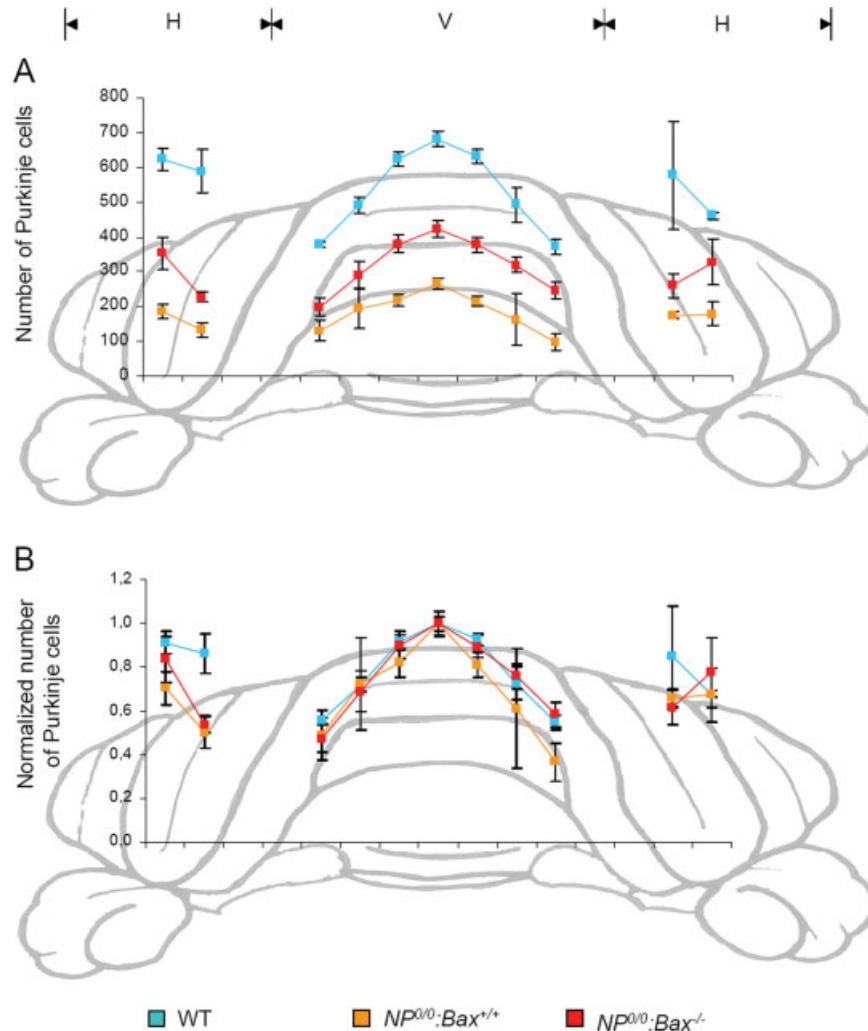 H V H
A
Number of Purkinje cells
800
700
600
500
400
300
200
100
0
B
Normalized number
of Purkinje cells
1,2
1,0
0,8
0,6
0,4
0,2
0,0
WT NP0/0:Bax+/+ NP0/0:Bax-/-